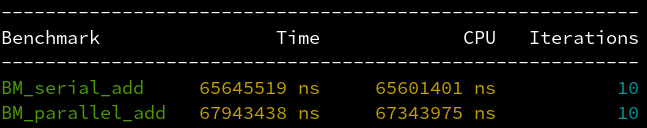 ---------------------------------------------------------
Benchmark Time CPU Iterations
---------------------------------------------------------
BM_serial_add 65645519 ns 65601401 ns 10
BM_parallel_add 67943438 ns 67343975 ns 10